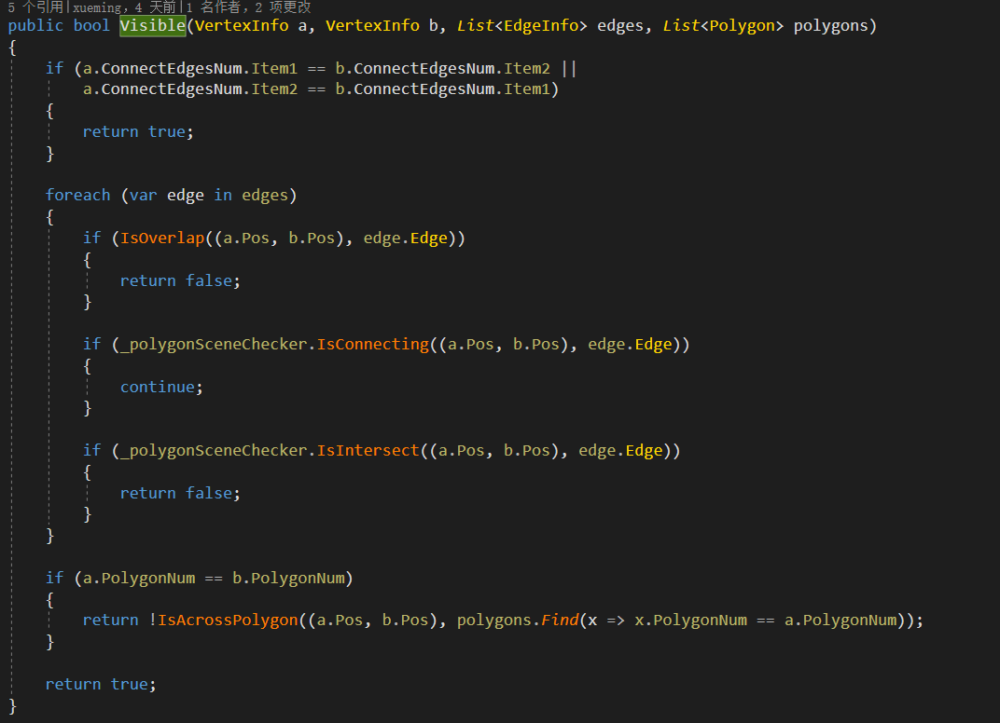 5 个引用|xueming，4 天前|1 名作者，2 项更改
public bool Visible(VertexInfo a, VertexInfo b, List<EdgeInfo> edges, List<Polygon> polygons)
{
    if (a.ConnectEdgesNum.Item1 == b.ConnectEdgesNum.Item2 ||
        a.ConnectEdgesNum.Item2 == b.ConnectEdgesNum.Item1)
    {
        return true;
    }

    foreach (var edge in edges)
    {
        if (IsOverlap((a.Pos, b.Pos), edge.Edge))
        {
            return false;
        }

        if (_polygonSceneChecker.IsConnecting((a.Pos, b.Pos), edge.Edge))
        {
            continue;
        }

        if (_polygonSceneChecker.IsIntersect((a.Pos, b.Pos), edge.Edge))
        {
            return false;
        }
    }

    if (a.PolygonNum == b.PolygonNum)
    {
        return !IsAcrossPolygon((a.Pos, b.Pos), polygons.Find(x => x.PolygonNum == a.PolygonNum));
    }

    return true;
}